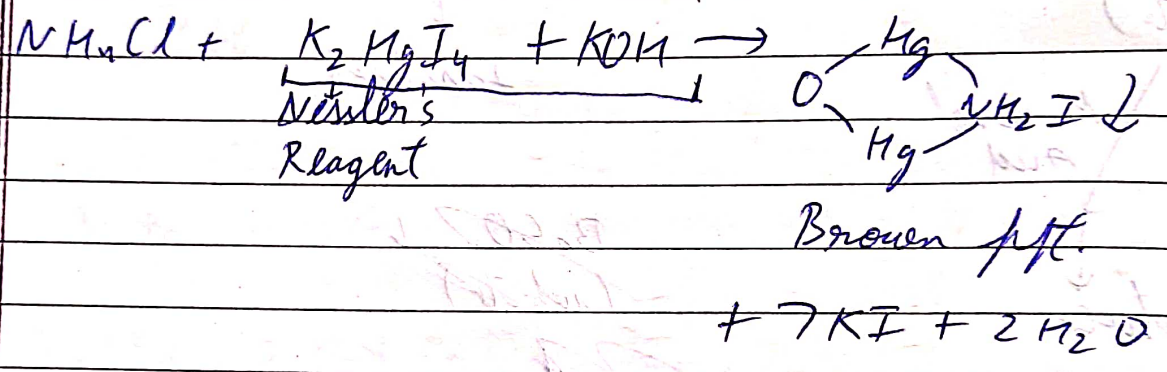 NH4Cl + K2HgI4 + KOH → O Hg Hg NH2I ↓
Nessler's
Reagent
Brown ppt.
+ 7KI + 2H2O